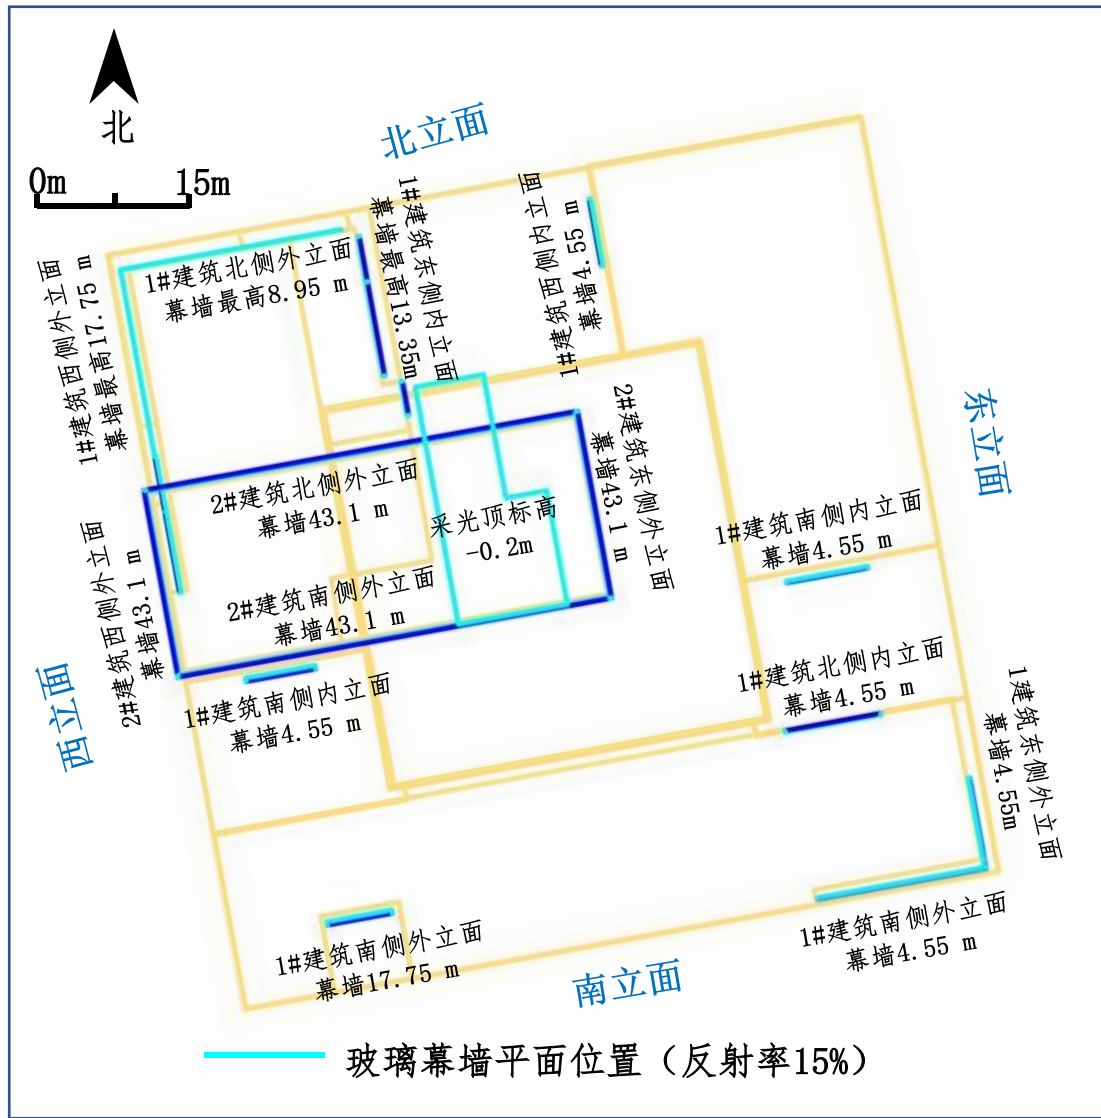 北
0m
15m
北立面
1#建筑西侧外立面
幕墙最高17.75 m
1#建筑北侧外立面
幕墙最高8.95 m
1#建筑东侧内立面
幕墙最高13.35m
1#建筑西侧内立面
幕墙4.55 m
东立面
2#建筑东侧外立面
幕墙43.1 m
2#建筑北侧外立面
幕墙43.1 m
采光顶标高
-0.2m
1#建筑南侧内立面
幕墙4.55 m
2#建筑西侧外立面
幕墙43.1 m
2#建筑南侧外立面
幕墙43.1 m
西立面
1#建筑南侧内立面
幕墙4.55 m
1#建筑北侧内立面
幕墙4.55 m
1建筑东侧外立面
幕墙4.55m
1#建筑南侧外立面
幕墙17.75 m
1#建筑南侧外立面
幕墙4.55 m
南立面
玻璃幕墙平面位置（反射率15%）